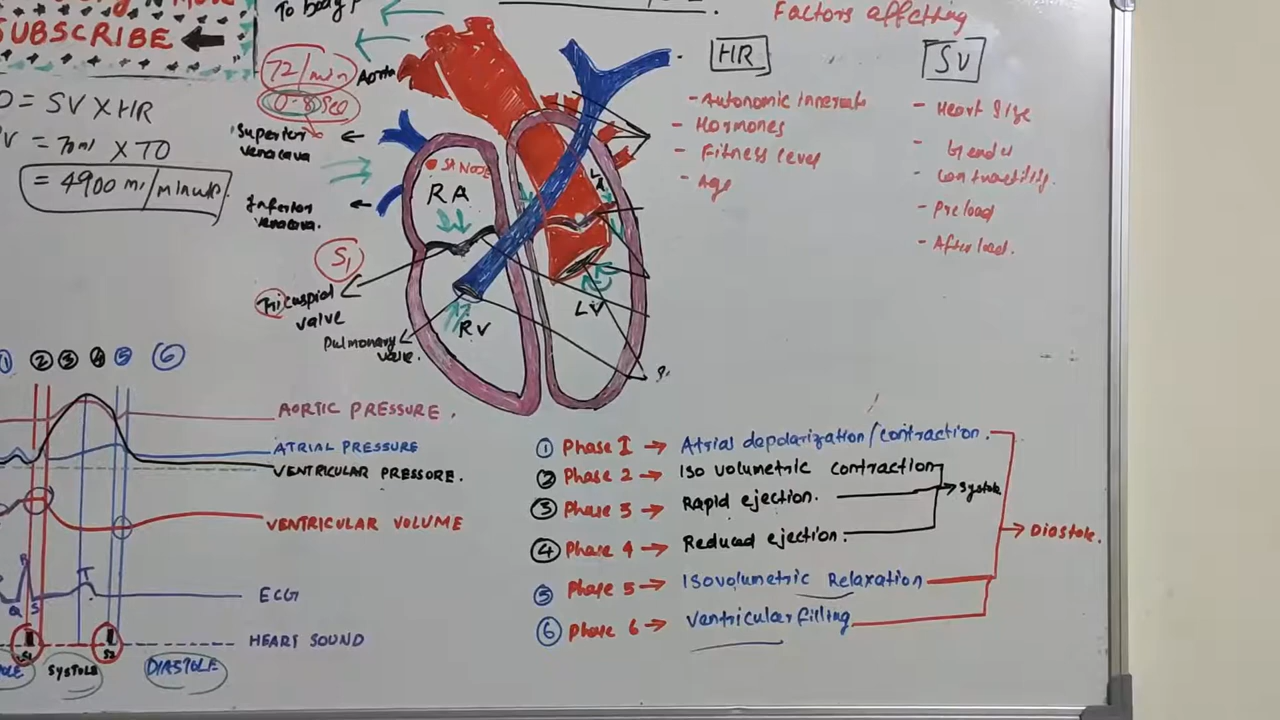 To body
SUBSCRIBE
Factors affecting
72/min
0.8 Sec
Aorta
HR
SV
= SV X HR
= 70ml X 70
= 4900 ml/minute
Superior
venacava
Inferior
venacava.
SA NODE
RA
LA
S1
Tricuspid
valve
Pulmonary
valve.
RV
LV
- Autonomic
- Hormones
- Fitness level
- Age
- Heart Size
- Gender
- Contractility.
- Preload
- After load.
1 2 3 4 5 6
AORTIC PRESSURE.
ATRIAL PRESSURE
VENTRICULAR PRESSURE.
VENTRICULAR VOLUME
R
T
Q S
ECG
S1
S2
HEART SOUND
SYSTOLE
DIASTOLE
1 Phase I → Atrial depolarization/contraction.
2 Phase 2 → Iso volumetric contraction
→ Systole
3 Phase 3 → Rapid ejection.
4 Phase 4 → Reduced ejection.
→ Diastole.
5 Phase 5 → Isovolumetric Relaxation
6 Phase 6 → Ventricular filling